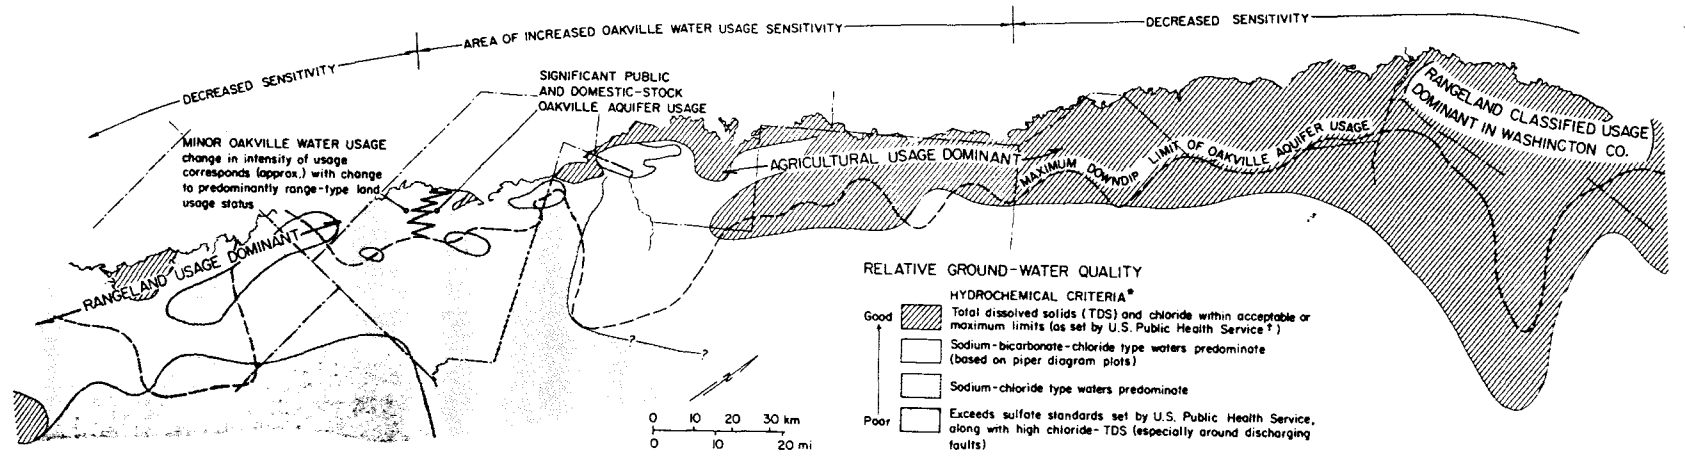 DECREASED SENSITIVITY
AREA OF INCREASED OAKVILLE WATER USAGE SENSITIVITY
DECREASED SENSITIVITY
SIGNIFICANT PUBLIC
AND DOMESTIC-STOCK
OAKVILLE AQUIFER USAGE
MINOR OAKVILLE WATER USAGE
change in intensity of usage
corresponds (approx.) with change
to predominantly range-type land
usage status
RANGELAND USAGE DOMINANT
AGRICULTURAL USAGE DOMINANT
MAXIMUM DOWNDIP LIMIT OF OAKVILLE AQUIFER USAGE
RANGELAND CLASSIFIED USAGE
DOMINANT IN WASHINGTON CO.
?
? ?
RELATIVE GROUND-WATER QUALITY
HYDROCHEMICAL CRITERIA*
Good
Total dissolved solids (TDS) and chloride within acceptable or
maximum limits (as set by U.S. Public Health Service†)
Sodium-bicarbonate-chloride type waters predominate
(based on piper diagram plots)
Sodium-chloride type waters predominate
Poor
Exceeds sulfate standards set by U.S. Public Health Service,
along with high chloride-TDS (especially around discharging
faults)
0 10 20 30 km
0 10 20 mi